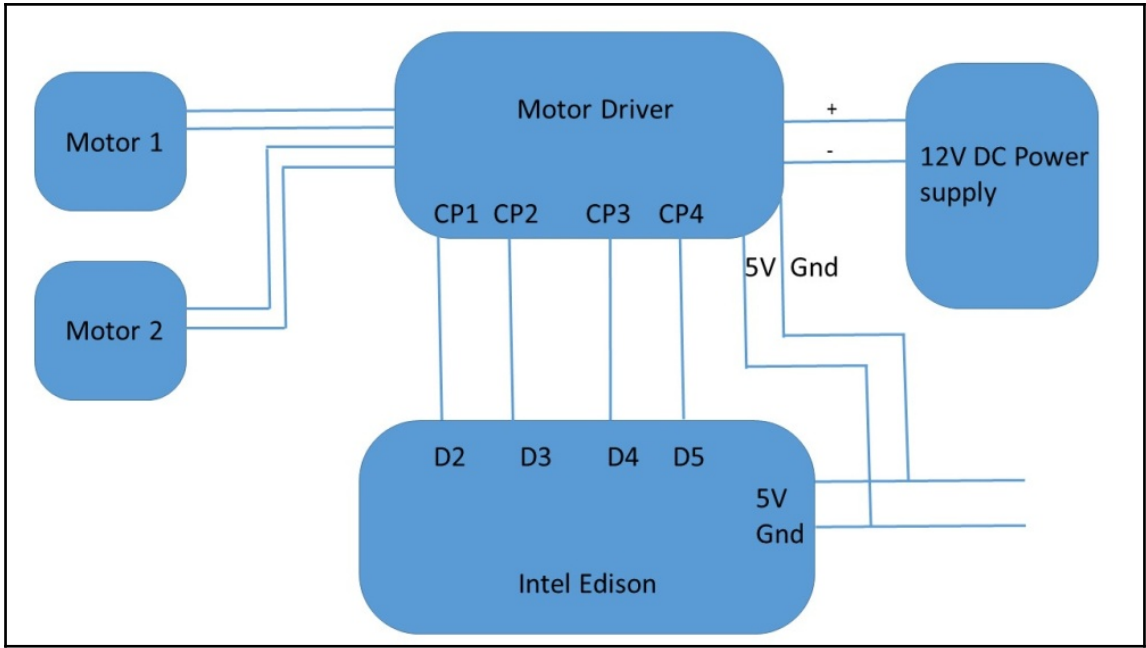 Motor 1
Motor 2
Motor Driver
CP1 CP2 CP3 CP4
+
-
12V DC Power
supply
5V Gnd
D2 D3 D4 D5
5V
Gnd
Intel Edison